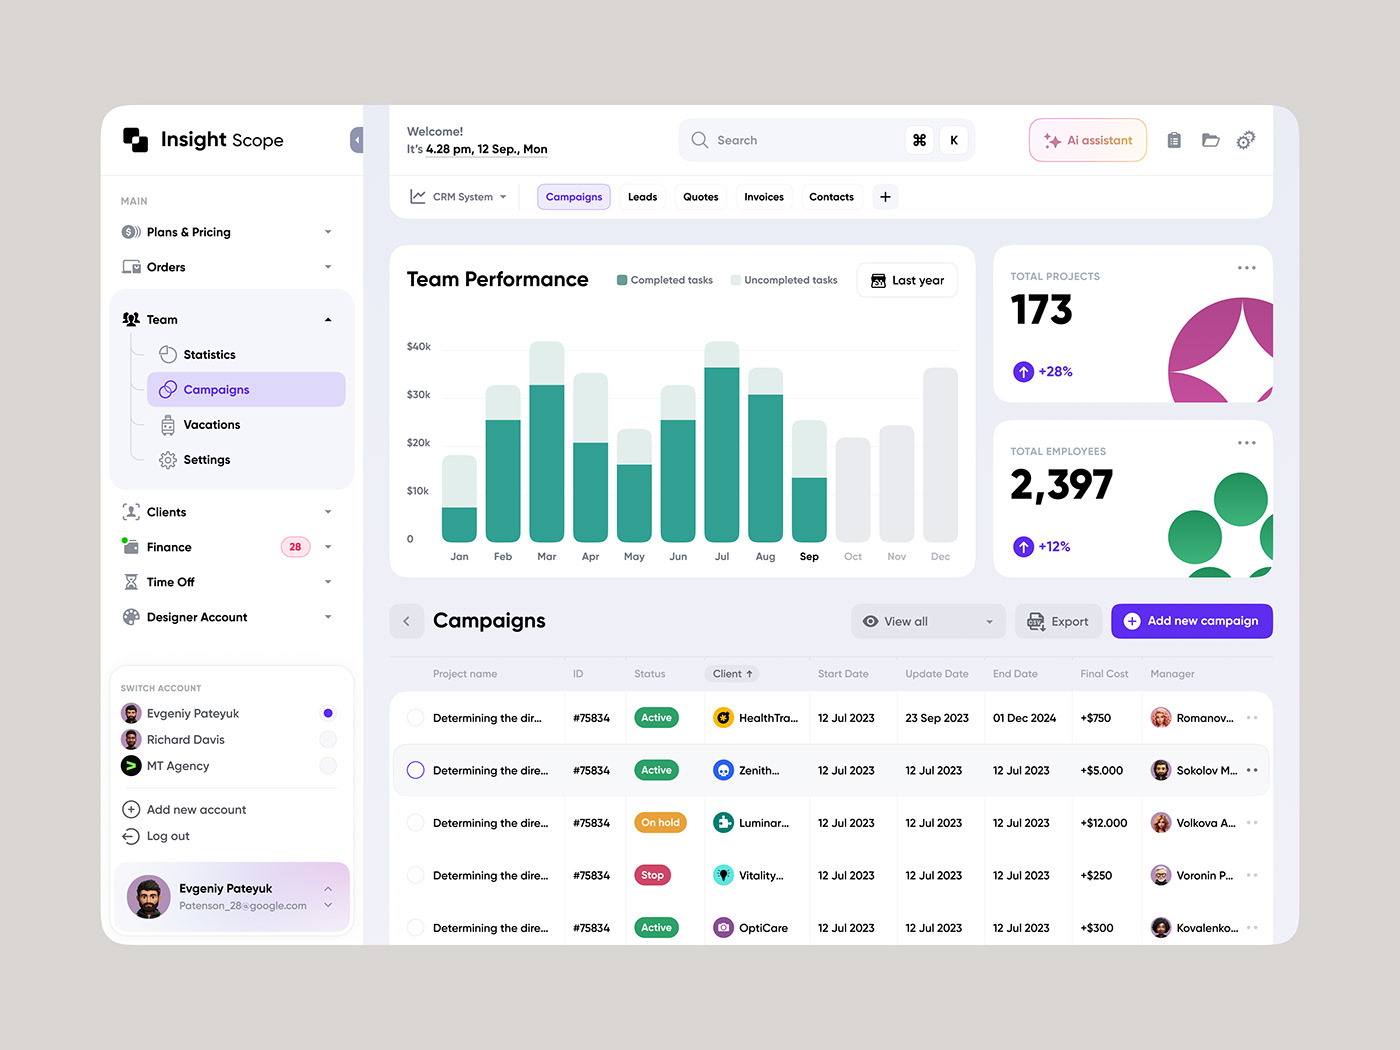 Insight Scope
MAIN
Plans & Pricing
Orders
Team
Statistics
Campaigns
Vacations
Settings
Clients
Finance 28
Time Off
Designer Account
SWITCH ACCOUNT
Evgeniy Pateyuk
Richard Davis
MT Agency
Add new account
Log out
Evgeniy Pateyuk
Patenson_28@google.com
Welcome!
It's 4.28 pm, 12 Sep., Mon
Search ⌘ K
Ai assistant
CRM System Campaigns Leads Quotes Invoices Contacts +
Team Performance
Completed tasks Uncompleted tasks
Last year
$40k
$30k
$20k
$10k
0
Jan Feb Mar Apr May Jun Jul Aug Sep Oct Nov Dec
TOTAL PROJECTS
173
+28%
TOTAL EMPLOYEES
2,397
+12%
Campaigns
View all
Export
Add new campaign
Project name ID Status Client ↑ Start Date Update Date End Date Final Cost Manager
Determining the dir... #75834 Active HealthTra... 12 Jul 2023 23 Sep 2023 01 Dec 2024 +$750 Romanov...
Determining the dire... #75834 Active Zenith... 12 Jul 2023 12 Jul 2023 12 Jul 2023 +$5.000 Sokolov M...
Determining the dire... #75834 On hold Luminar... 12 Jul 2023 12 Jul 2023 12 Jul 2023 +$12.000 Volkova A...
Determining the dire... #75834 Stop Vitality... 12 Jul 2023 12 Jul 2023 12 Jul 2023 +$250 Voronin P...
Determining the dire... #75834 Active OptiCare 12 Jul 2023 12 Jul 2023 12 Jul 2023 +$300 Kovalenko...